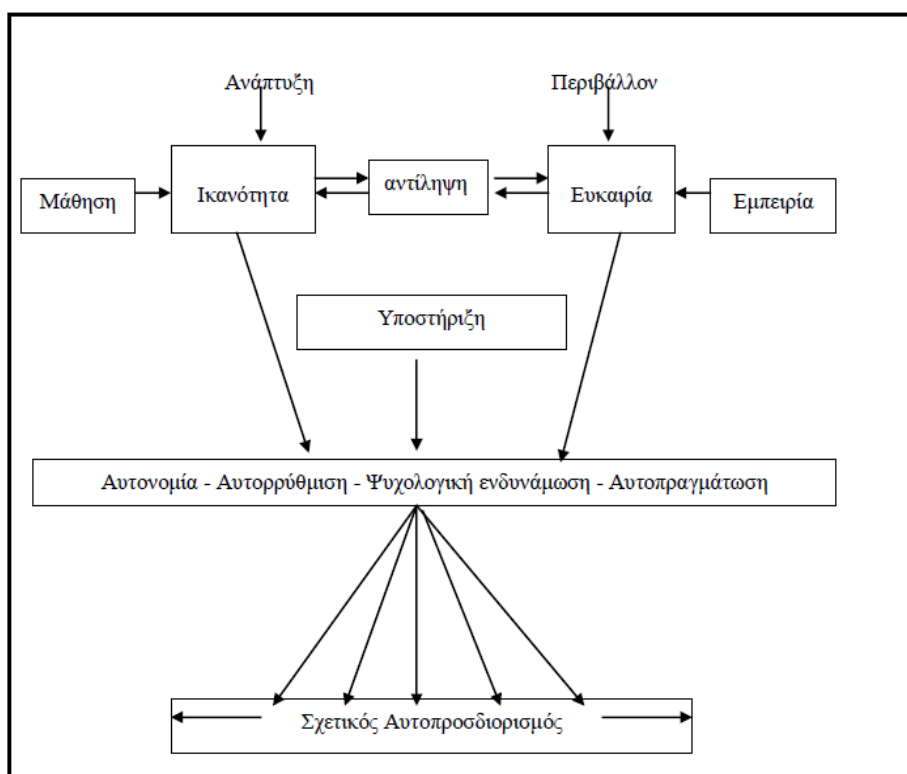 Ανάπτυξη
Περιβάλλον
Μάθηση
Ικανότητα
αντίληψη
Ευκαιρία
Εμπειρία
Υποστήριξη
Αυτονομία - Αυτορρύθμιση - Ψυχολογική ενδυνάμωση - Αυτοπραγμάτωση
Σχετικός Αυτοπροσδιορισμός